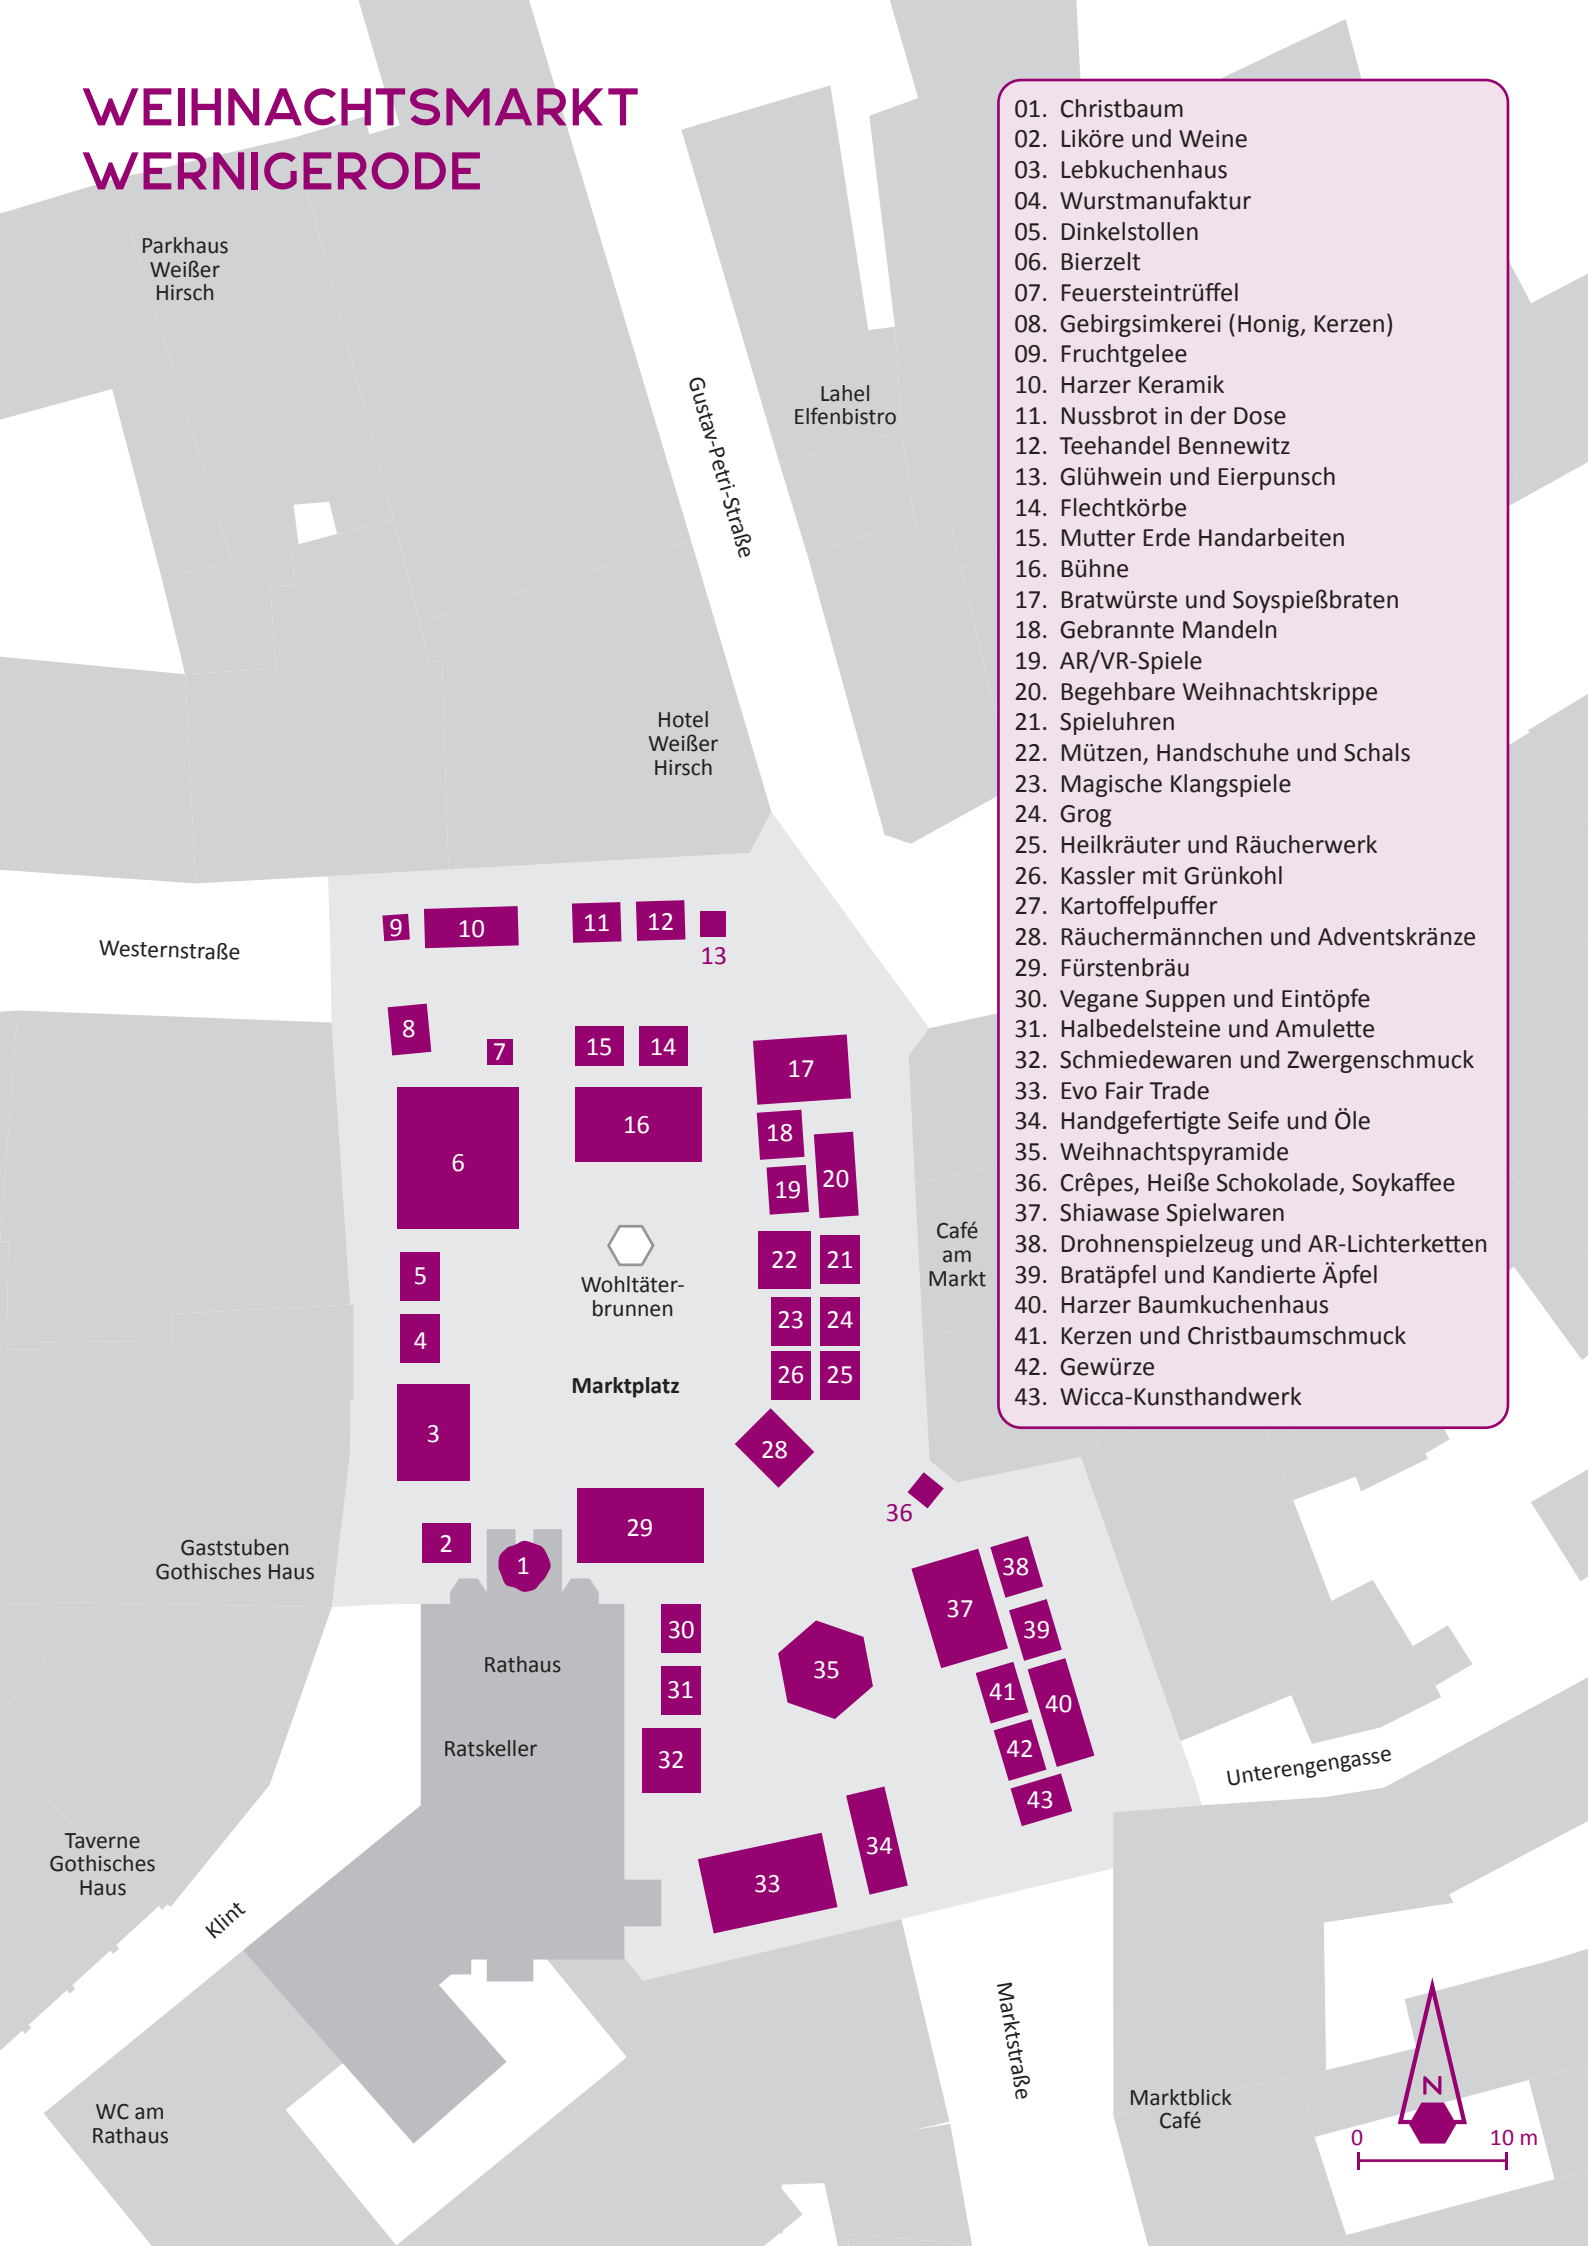 WEIHNACHTSMARKT
WERNIGERODE
01. Christbaum
02. Liköre und Weine
03. Lebkuchenhaus
04. Wurstmanufaktur
05. Dinkelstollen
06. Bierzelt
07. Feuersteintrüffel
08. Gebirgsimkerei (Honig, Kerzen)
09. Fruchtgelee
10. Harzer Keramik
11. Nussbrot in der Dose
12. Teehandel Bennewitz
13. Glühwein und Eierpunsch
14. Flechtkörbe
15. Mutter Erde Handarbeiten
16. Bühne
17. Bratwürste und Soyspießbraten
18. Gebrannte Mandeln
19. AR/VR-Spiele
20. Begehbare Weihnachtskrippe
21. Spieluhren
22. Mützen, Handschuhe und Schals
23. Magische Klangspiele
24. Grog
25. Heilkräuter und Räucherwerk
26. Kassler mit Grünkohl
27. Kartoffelpuffer
28. Räuchermännchen und Adventskränze
29. Fürstenbräu
30. Vegane Suppen und Eintöpfe
31. Halbedelsteine und Amulette
32. Schmiedewaren und Zwergenschmuck
33. Evo Fair Trade
34. Handgefertigte Seife und Öle
35. Weihnachtspyramide
36. Crêpes, Heiße Schokolade, Soykaffee
37. Shiawase Spielwaren
38. Drohnenspielzeug und AR-Lichterketten
39. Bratäpfel und Kandierte Äpfel
40. Harzer Baumkuchenhaus
41. Kerzen und Christbaumschmuck
42. Gewürze
43. Wicca-Kunsthandwerk
Parkhaus
Weißer
Hirsch
Lahel
Elfenbistro
Gustav-Petri-Straße
Hotel
Weißer
Hirsch
Westernstraße
9
10
11
12
13
8
7
15
14
17
16
6
18
19
20
Wohltäter-
brunnen
Café
am
Markt
22
21
5
4
23
24
26
25
Marktplatz
3
28
36
2
1
29
Gaststuben
Gothisches Haus
38
37
39
30
31
32
35
Rathaus
Ratskeller
41
40
42
43
Unterengengasse
34
33
Taverne
Gothisches
Haus
Klint
Marktstraße
WC am
Rathaus
Marktblick
Café
N
0 10 m